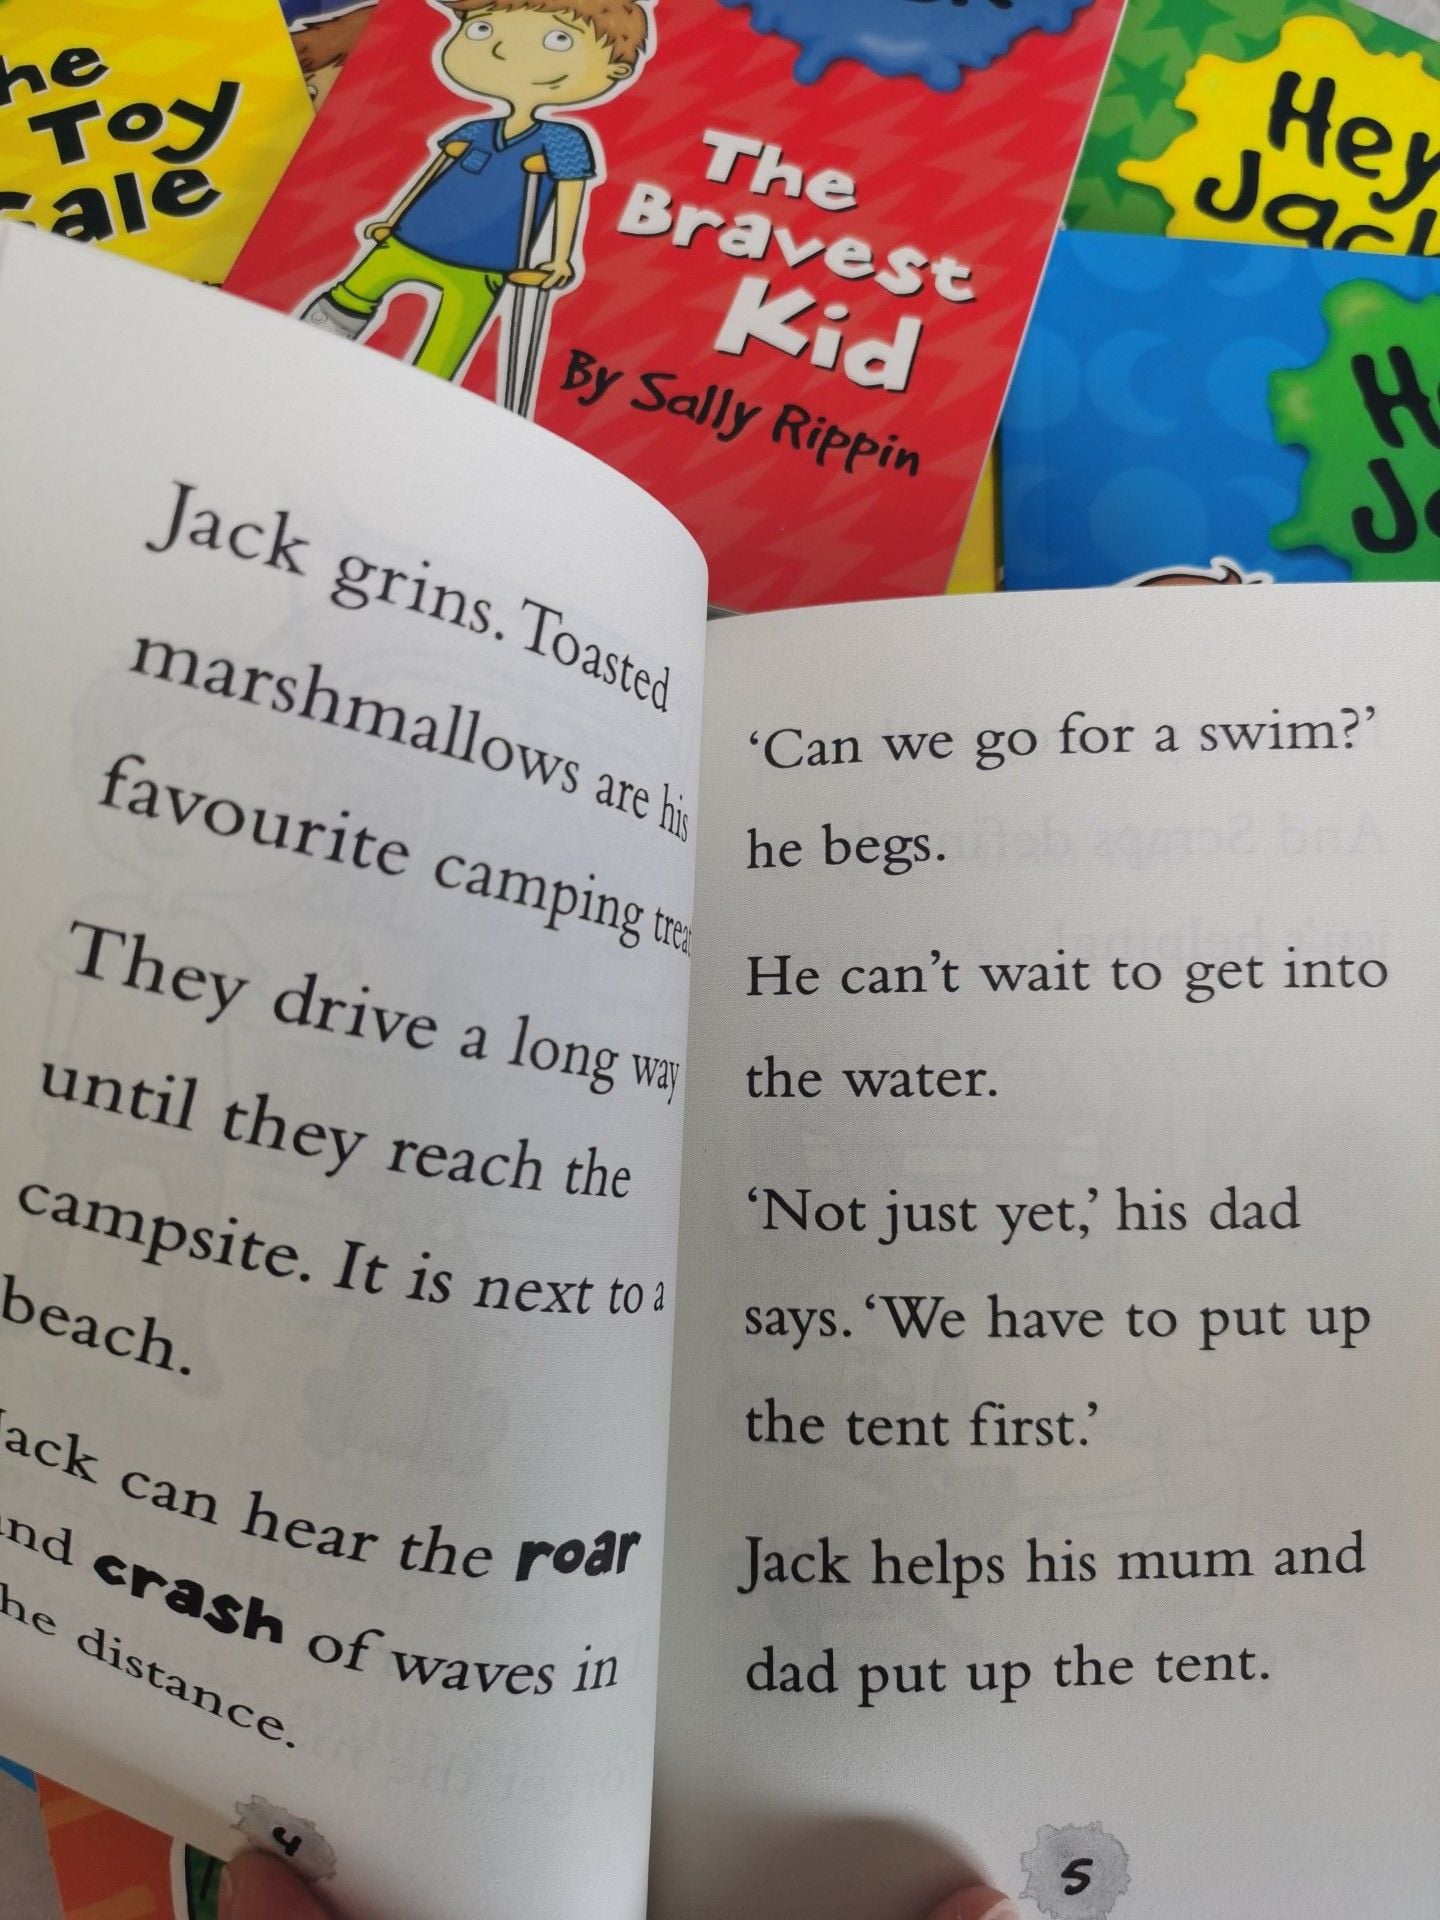 The
Bravest
Kid
By Sally Rippin
Toy
Hey
Jack grins. Toasted
marshmallows are his
favourite camping
They drive a long way
until they reach the
campsite. It is next to a
beach.
can hear the roar
crash of waves in
distance.
4
'Can we go for a swim?'
he begs.
He can't wait to get into
the water.
'Not just yet,' his dad
says. 'We have to put up
the tent first.'
Jack helps his mum and
dad put up the tent.
5